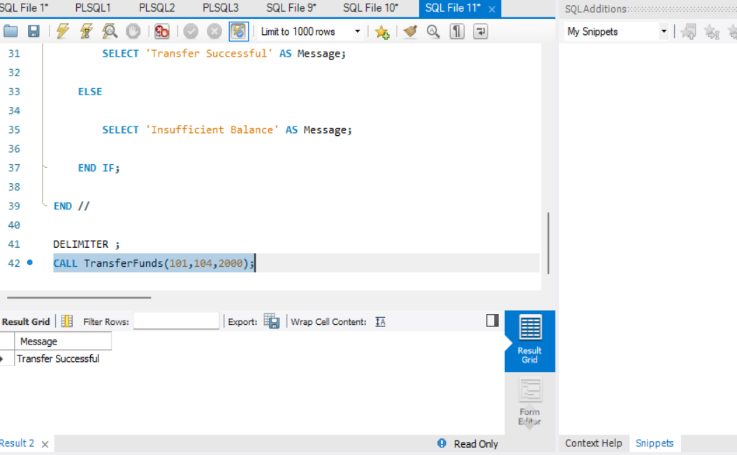 SQL File 1* PLSQL1 PLSQL2 PLSQL3 SQL File 9* SQL File 10* SQL File 11* ×
SQLAdditions
Limit to 1000 rows
My Snippets
31 SELECT 'Transfer Successful' AS Message;
32
33 ELSE
34
35 SELECT 'Insufficient Balance' AS Message;
36
37 END IF;
38
39 END //
40
41 DELIMITER ;
42 CALL TransferFunds(101,104,2000);
Result Grid Filter Rows: Export: Wrap Cell Content: IA
Message
Transfer Successful
Result Grid
Form Editor
Result 2 × Read Only
Context Help Snippets